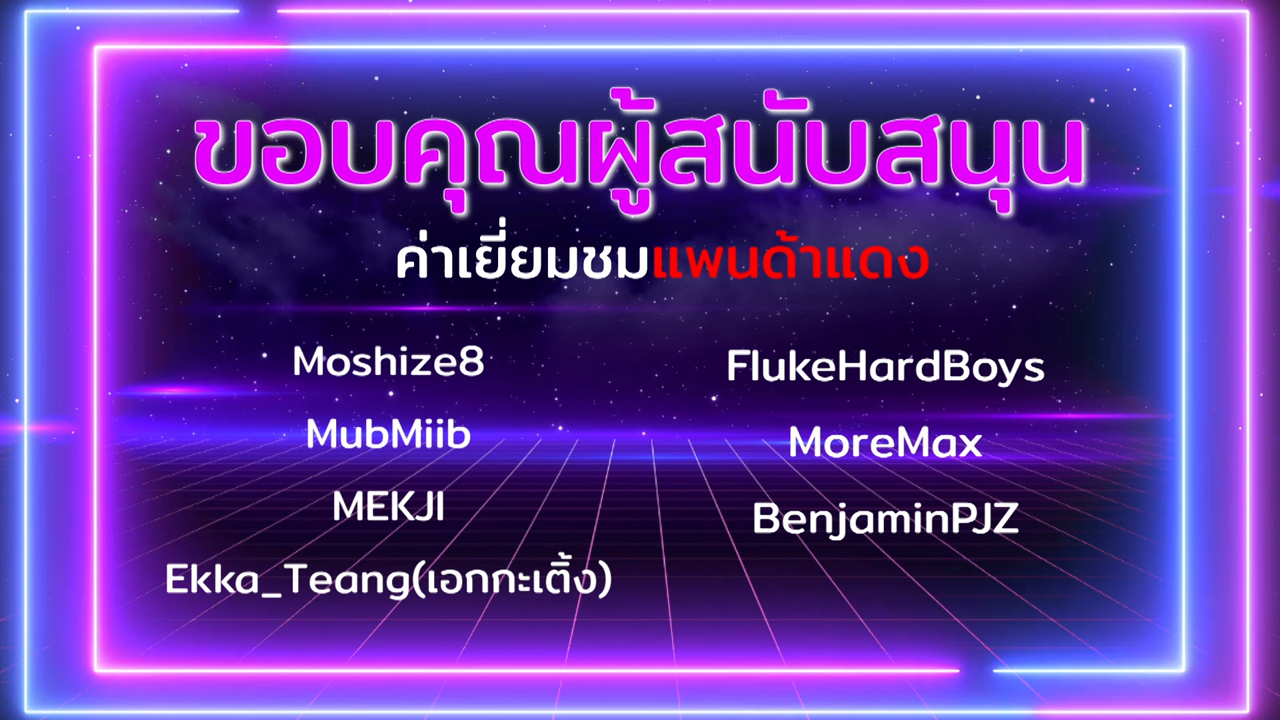 ขอบคุณผู้สนับสนุน
ค่าเยี่ยมชมแพนด้าแดง
Moshize8
MubMiib
MEKJI
Ekka_Teang(เอกกะเติ้ง)
FlukeHardBoys
MoreMax
BenjaminPJZ